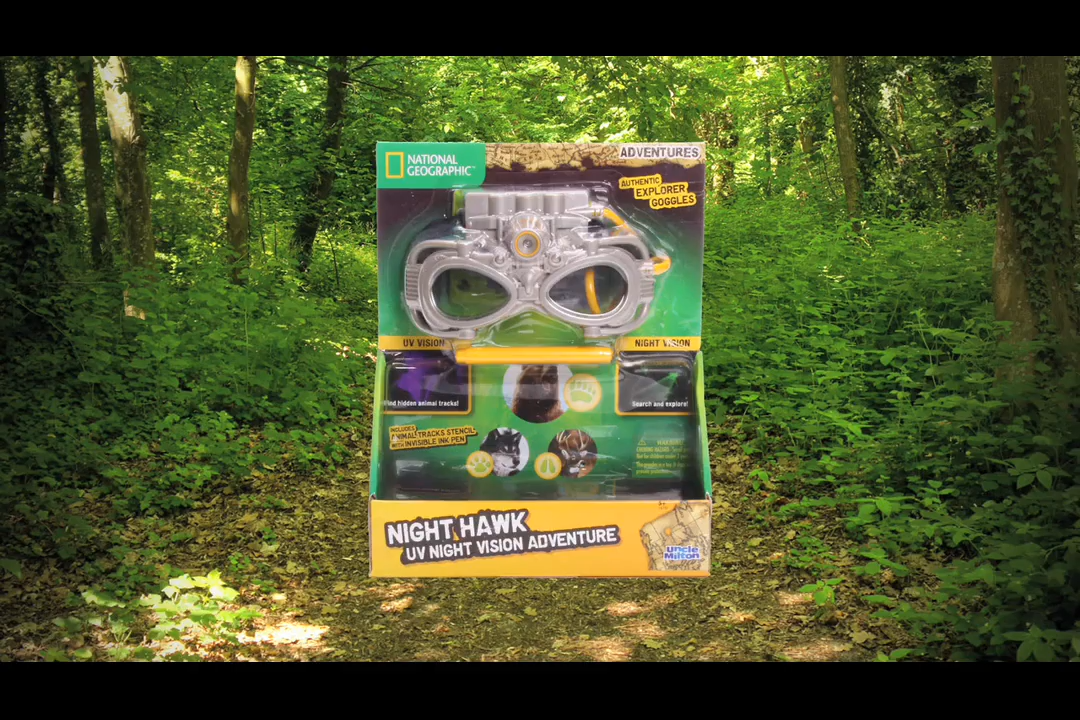 NATIONAL
GEOGRAPHIC™
ADVENTURES
AUTHENTIC
EXPLORER
GOGGLES
UV VISION
NIGHT VISION
Find hidden animal tracks!
Search and explore!
INCLUDES
ANIMAL TRACKS STENCIL
WITH INVISIBLE INK PEN
WARNING
NIGHT HAWK
UV NIGHT VISION ADVENTURE
Uncle
Milton